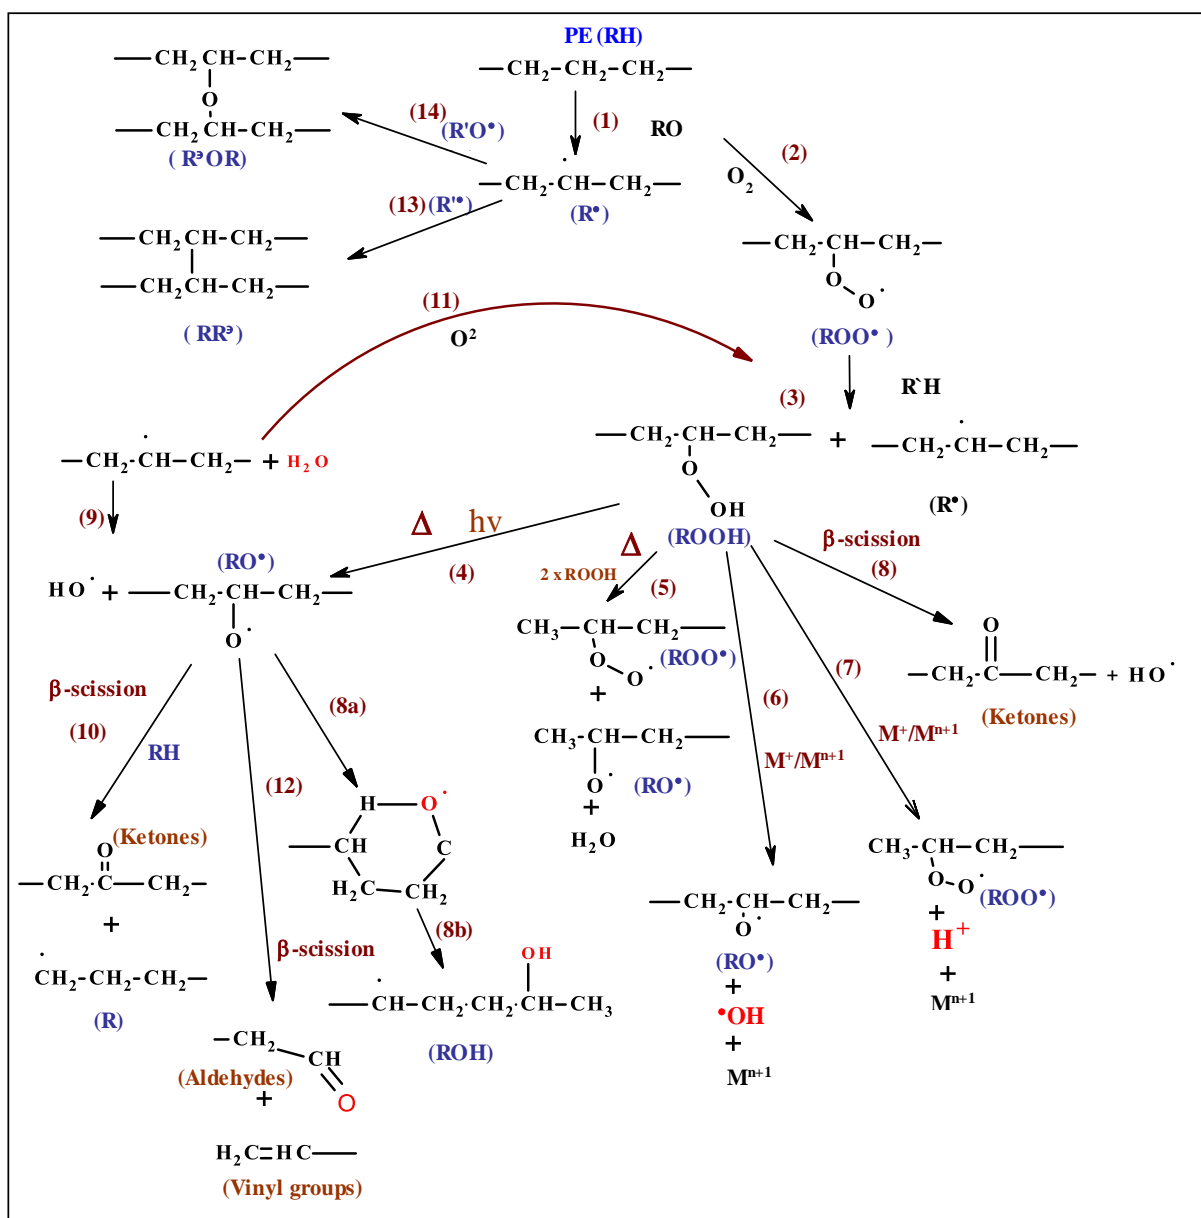 PE (RH)
—CH2-CH2-CH2—
—CH2 CH-CH2—
O
—CH2-CH-CH2—
( RᵌOR)
(14)
(R'O•)
(1)
RO
(2)
O2
—CH2-ĊH-CH2—
(R•)
(13) (R'•)
—CH2-CH-CH2—
—CH2-CH-CH2—
( RRᵌ)
—CH2-CH-CH2—
O
O·
(ROO• )
(11)
O²
R`H
(3)
—CH2-CH-CH2— + —CH2-ĊH-CH2—
O
OH
(ROOH)
(R•)
—CH2-ĊH-CH2— + H2O
(9)
Δ hν
(4)
(RO•)
HO· + —CH2-CH-CH2—
O·
Δ
2 x ROOH
(5)
CH3-CH-CH2—
O
O·
(ROO•)
+
CH3-CH-CH2—
O·
(RO•)
+
H2O
β-scission
(8)
O
—CH2-C—CH2— + HO·
(Ketones)
(6)
M+/Mn+1
(7)
M+/Mn+1
—CH2-CH-CH2—
O·
(RO•)
+
•OH
+
Mn+1
CH3-CH-CH2—
O
O·
(ROO•)
+
H+
+
Mn+1
β-scission
(10)
RH
(Ketones)
O
—CH2-C—CH2—
+
·CH2-CH2-CH2—
(R)
(12)
β-scission
—CH2
CH
O
(Aldehydes)
+
H2C=HC—
(Vinyl groups)
(8a)
H—O·
—CH
C
H2C
CH2
(8b)
OH
—ĊH-CH2-CH2-CH-CH3
(ROH)